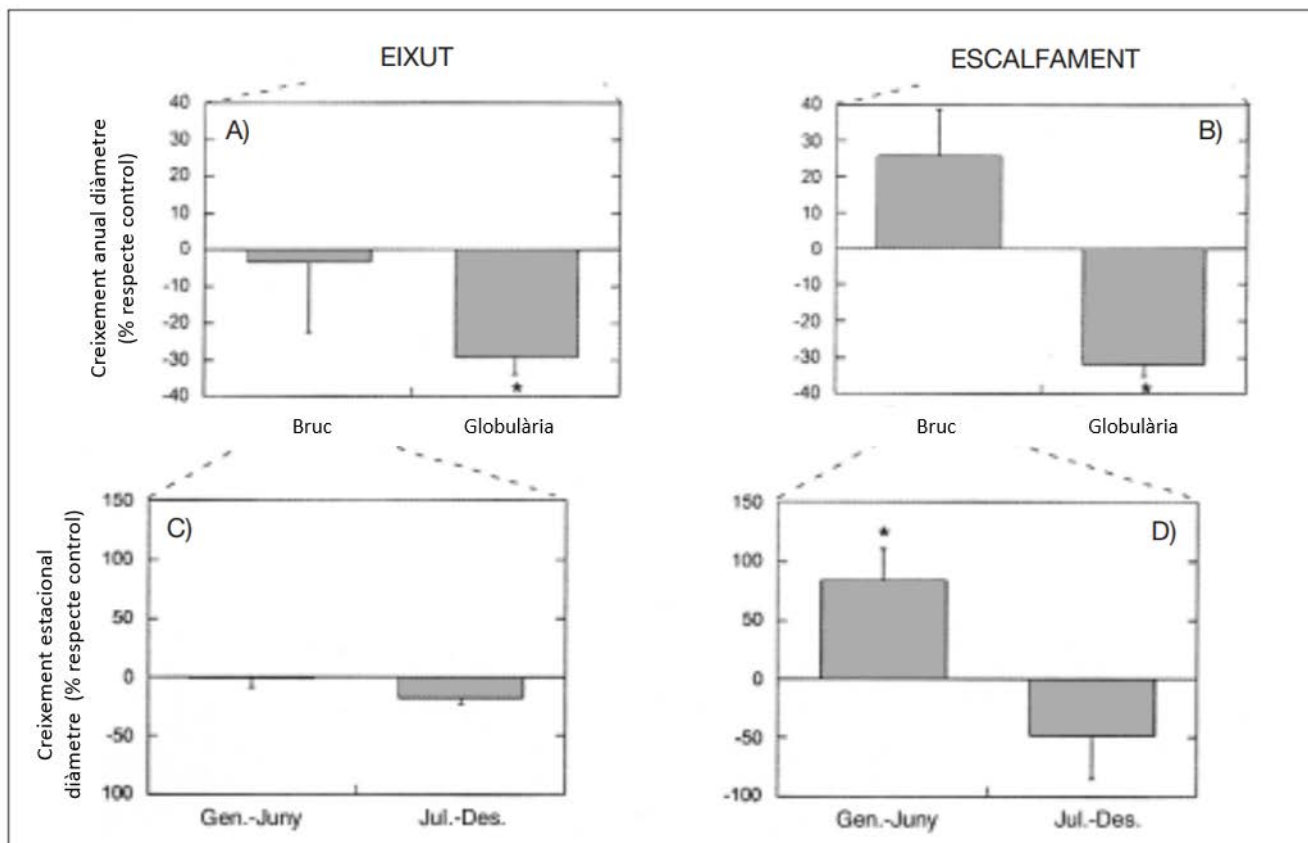 EIXUT
ESCALFAMENT
Creixement anual diàmetre
(% respecte control)
40
30
20
10
0
-10
-20
-30
-40
A)
*
Bruc
Globulària
40
30
20
10
0
-10
-20
-30
-40
B)
*
Bruc
Globulària
Creixement estacional
diàmetre (% respecte control)
150
100
50
0
-50
100
C)
Gen.-Juny
Jul.-Des.
150
100
50
0
-50
-100
D)
*
Gen.-Juny
Jul.-Des.